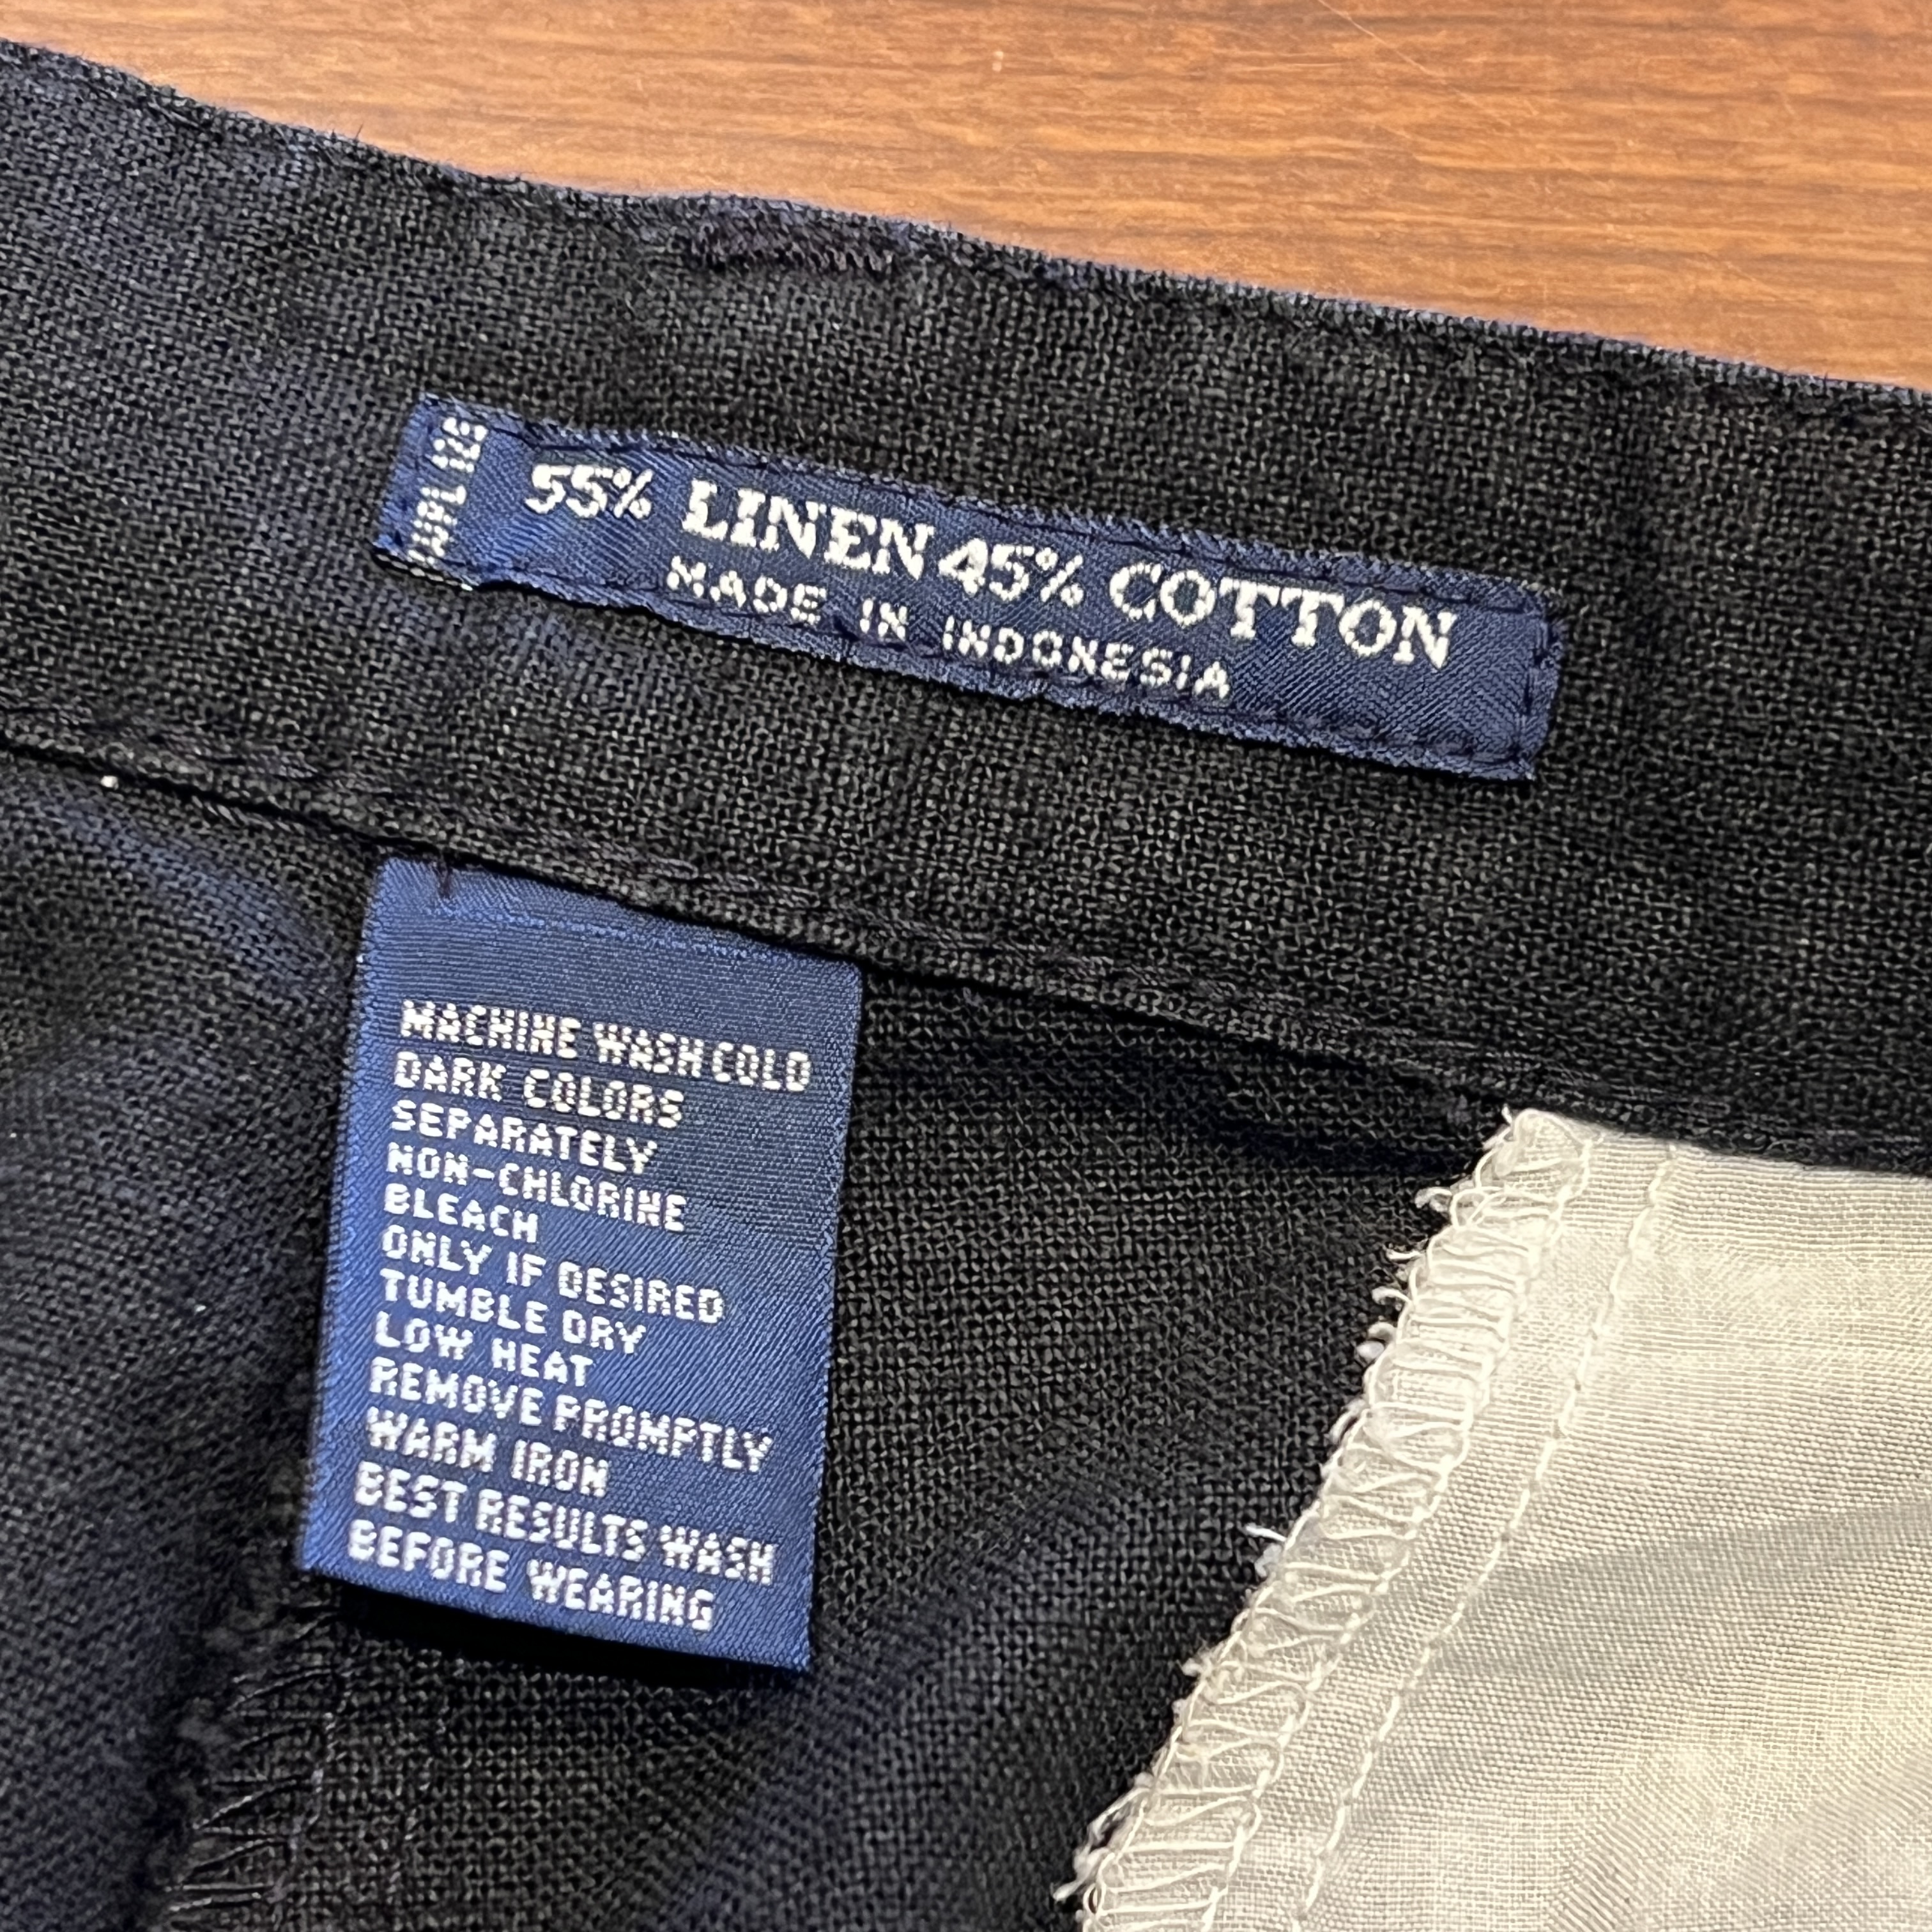 55% LINEN 45% COTTON
MADE IN INDONESIA
MACHINE WASH COLD
DARK COLORS
SEPARATELY
NON-CHLORINE
BLEACH
ONLY IF DESIRED
TUMBLE DRY
LOW HEAT
REMOVE PROMPTLY
WARM IRON
BEST RESULTS WASH
BEFORE WEARING